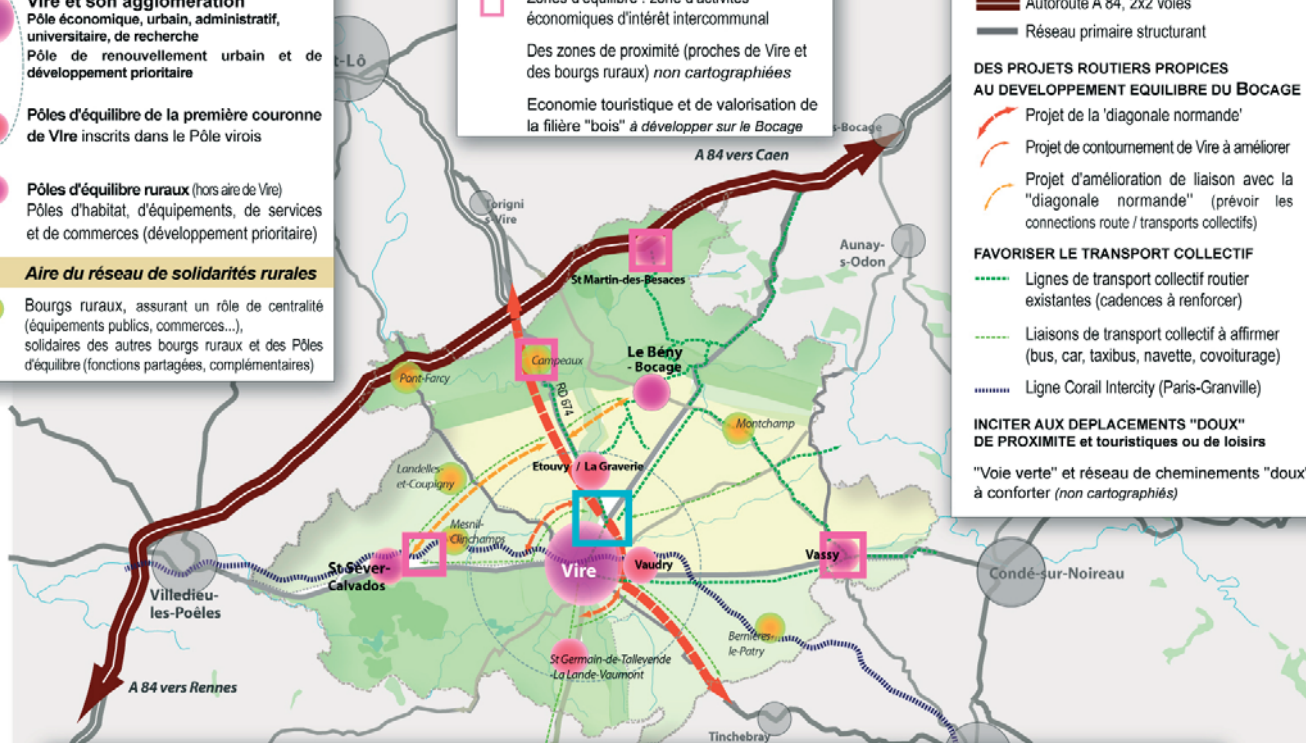 Vire et son agglomération
Pôle économique, urbain, administratif,
universitaire, de recherche
Pôle de renouvellement urbain et de
développement prioritaire
Pôles d'équilibre de la première couronne
de VIre inscrits dans le Pôle virois
Pôles d'équilibre ruraux (hors aire de Vire)
Pôles d'habitat, d'équipements, de services
et de commerces (développement prioritaire)
Aire du réseau de solidarités rurales
Bourgs ruraux, assurant un rôle de centralité
(équipements publics, commerces...),
solidaires des autres bourgs ruraux et des Pôles
d'équilibre (fonctions partagées, complémentaires)
Zones d'équilibre : zone d'activités
économiques d'intérêt intercommunal
Des zones de proximité (proches de Vire et
des bourgs ruraux) non cartographiées
Economie touristique et de valorisation de
la filière "bois" à développer sur le Bocage
Autoroute A 84, 2x2 voies
Réseau primaire structurant
DES PROJETS ROUTIERS PROPICES
AU DEVELOPPEMENT EQUILIBRE DU BOCAGE
Projet de la 'diagonale normande'
Projet de contournement de Vire à améliorer
Projet d'amélioration de liaison avec la
"diagonale normande" (prévoir les
connections route / transports collectifs)
FAVORISER LE TRANSPORT COLLECTIF
Lignes de transport collectif routier
existantes (cadences à renforcer)
Liaisons de transport collectif à affirmer
(bus, car, taxibus, navette, covoiturage)
Ligne Corail Intercity (Paris-Granville)
INCITER AUX DEPLACEMENTS "DOUX"
DE PROXIMITE et touristiques ou de loisirs
"Voie verte" et réseau de cheminements "doux"
à conforter (non cartographiés)
t-Lô
s-Bocage
A 84 vers Caen
Torigni
s-Vire
Aunay-
s-Odon
St Martin-des-Besaces
Campeaux
Le Bény
- Bocage
Pont-Farcy
RD 674
Montchamp
Landelles-
et-Coupigny
Etouvy / La Graverie
Mesnil-
Clinchamps
St Sever-
Calvados
Vire
Vaudry
Vassy
Condé-sur-Noireau
Villedieu-
les-Poêles
Bernières-
le-Patry
St Germain-de-Tallevende
-La Lande-Vaumont
A 84 vers Rennes
Tinchebray